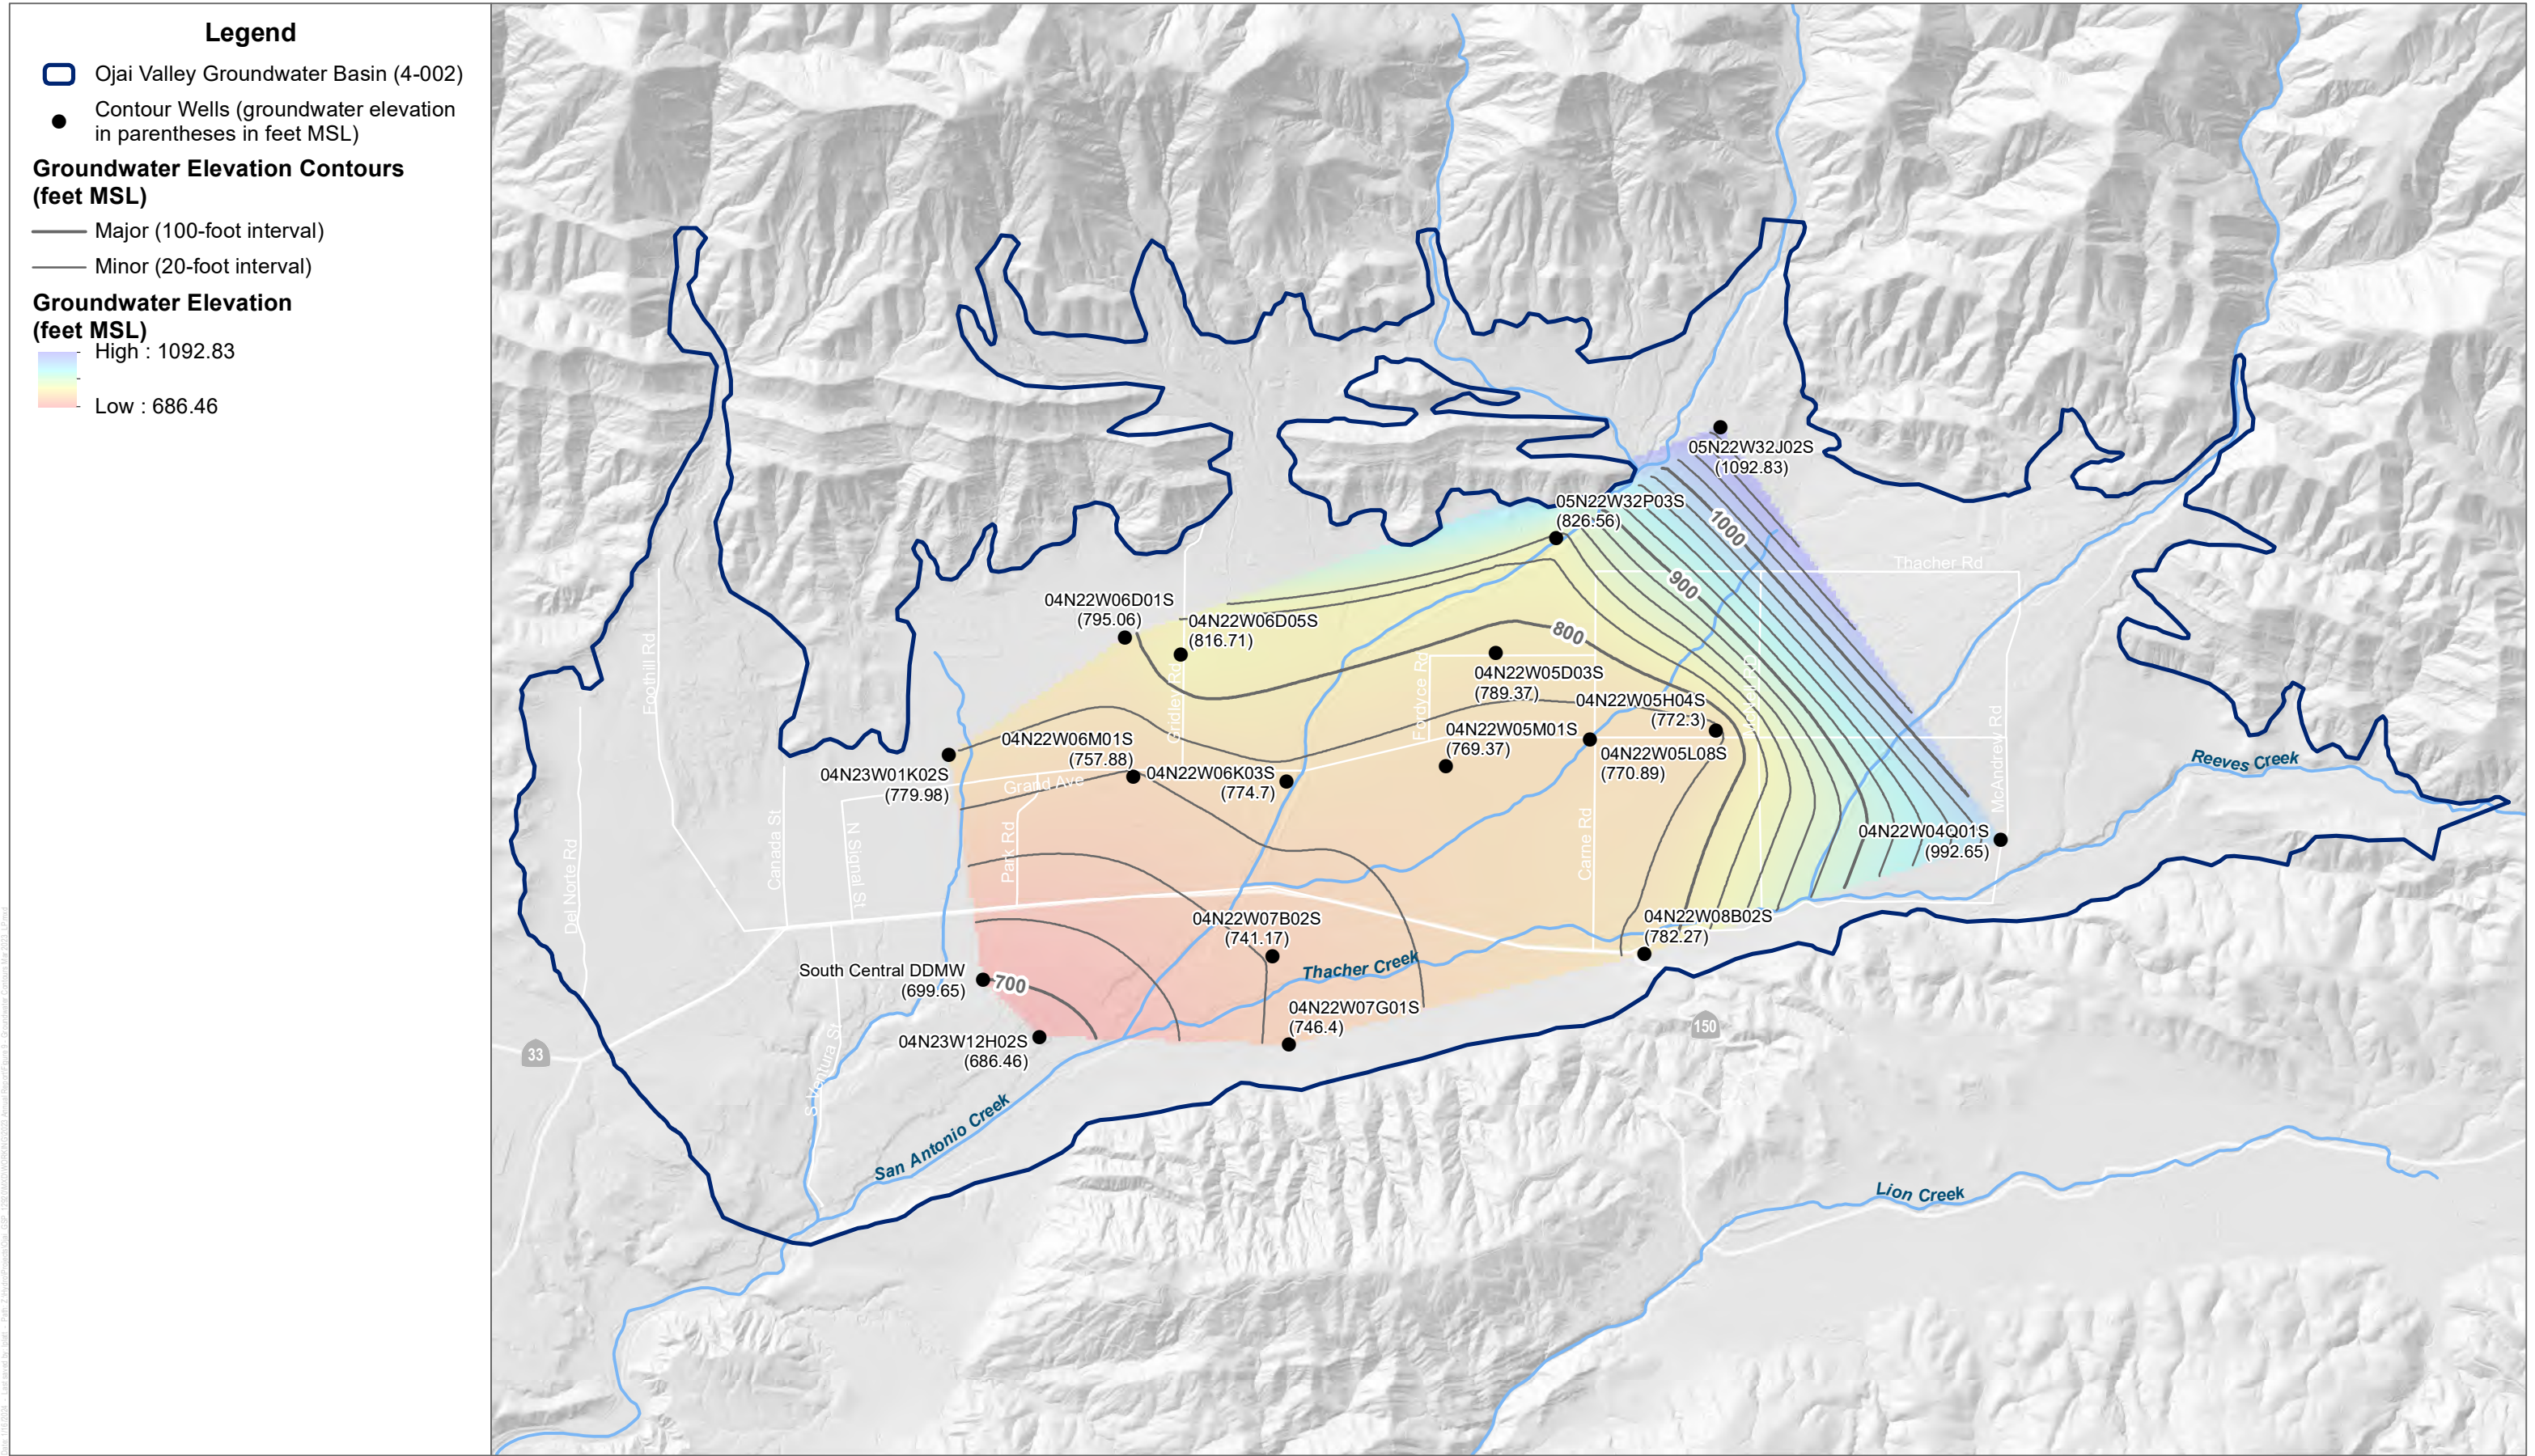 Legend
Ojai Valley Groundwater Basin (4-002)
Contour Wells (groundwater elevation
in parentheses in feet MSL)
Groundwater Elevation Contours
(feet MSL)
Major (100-foot interval)
Minor (20-foot interval)
Groundwater Elevation
(feet MSL)
High : 1092.83
Low : 686.46
05N22W32J02S
(1092.83)
05N22W32P03S
(826.56)
1000
900
800
700
Thacher Rd
04N22W06D01S
(795.06)
04N22W06D05S
(816.71)
04N22W05D03S
(789.37)
04N22W05H04S
(772.3)
04N22W05M01S
(769.37)
04N22W05L08S
(770.89)
04N22W06M01S
(757.88)
04N22W06K03S
(774.7)
04N23W01K02S
(779.98)
04N22W04Q01S
(992.65)
04N22W07B02S
(741.17)
04N22W08B02S
(782.27)
South Central DDMW
(699.65)
04N22W07G01S
(746.4)
04N23W12H02S
(686.46)
Foothill Rd
Gridley Rd
Fordyce Rd
McAndrew Rd
Grand Ave
Del Norte Rd
Canada St
N Signal St
Park Rd
Carne Rd
S Ventura St
Reeves Creek
Thacher Creek
San Antonio Creek
Lion Creek
33
150